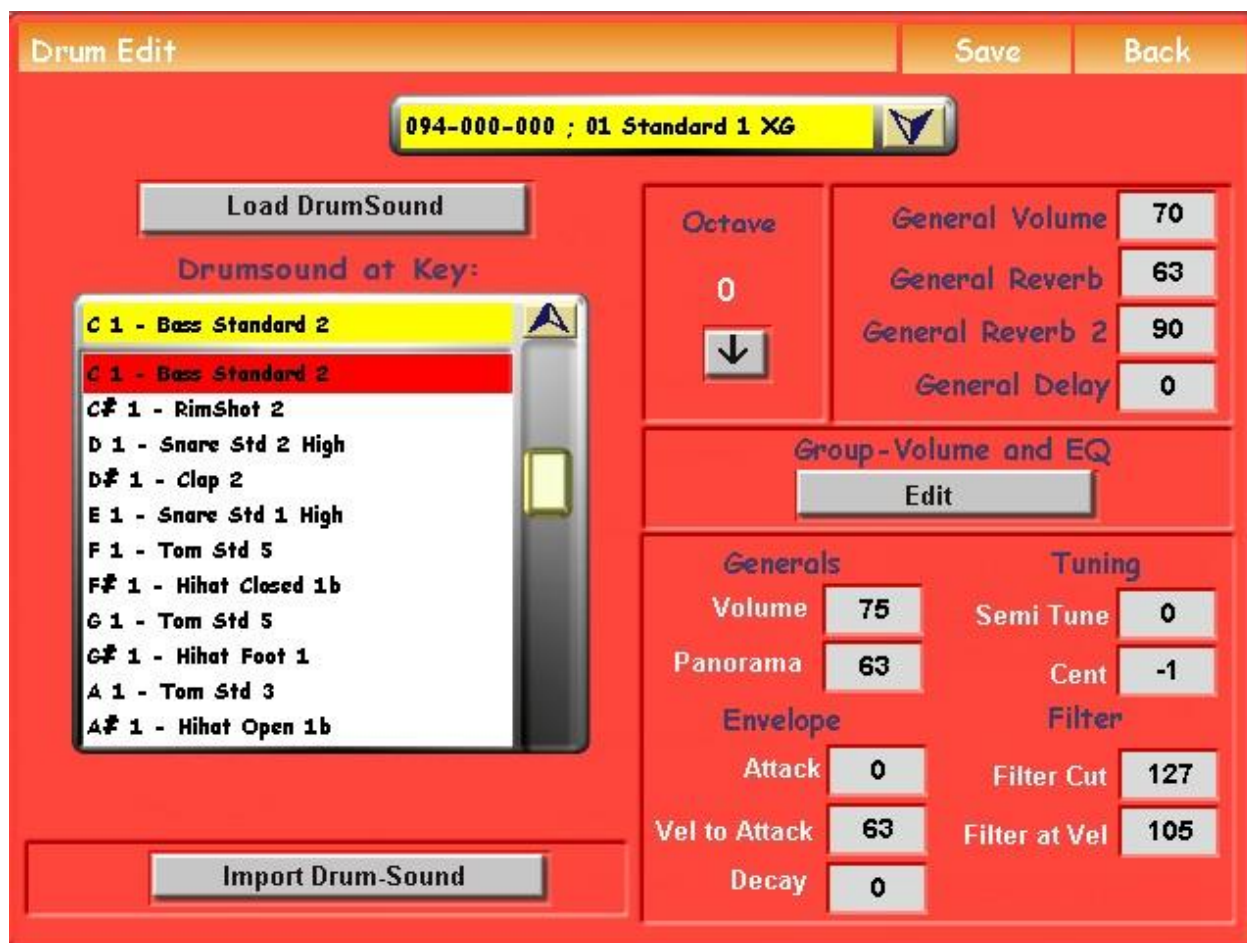 Drum Edit
Save
Back
094-000-000 ; 01 Standard 1 XG
Load DrumSound
Drumsound at Key:
C 1 - Bass Standard 2
C 1 - Bass Standard 2
C# 1 - RimShot 2
D 1 - Snare Std 2 High
D# 1 - Clap 2
E 1 - Snare Std 1 High
F 1 - Tom Std 5
F# 1 - Hihat Closed 1b
G 1 - Tom Std 5
G# 1 - Hihat Foot 1
A 1 - Tom Std 3
A# 1 - Hihat Open 1b
Import Drum-Sound
Octave
0
General Volume 70
General Reverb 63
General Reverb 2 90
General Delay 0
Group-Volume and EQ
Edit
Generals
Volume 75
Panorama 63
Envelope
Attack 0
Vel to Attack 63
Decay 0
Tuning
Semi Tune 0
Cent -1
Filter
Filter Cut 127
Filter at Vel 105